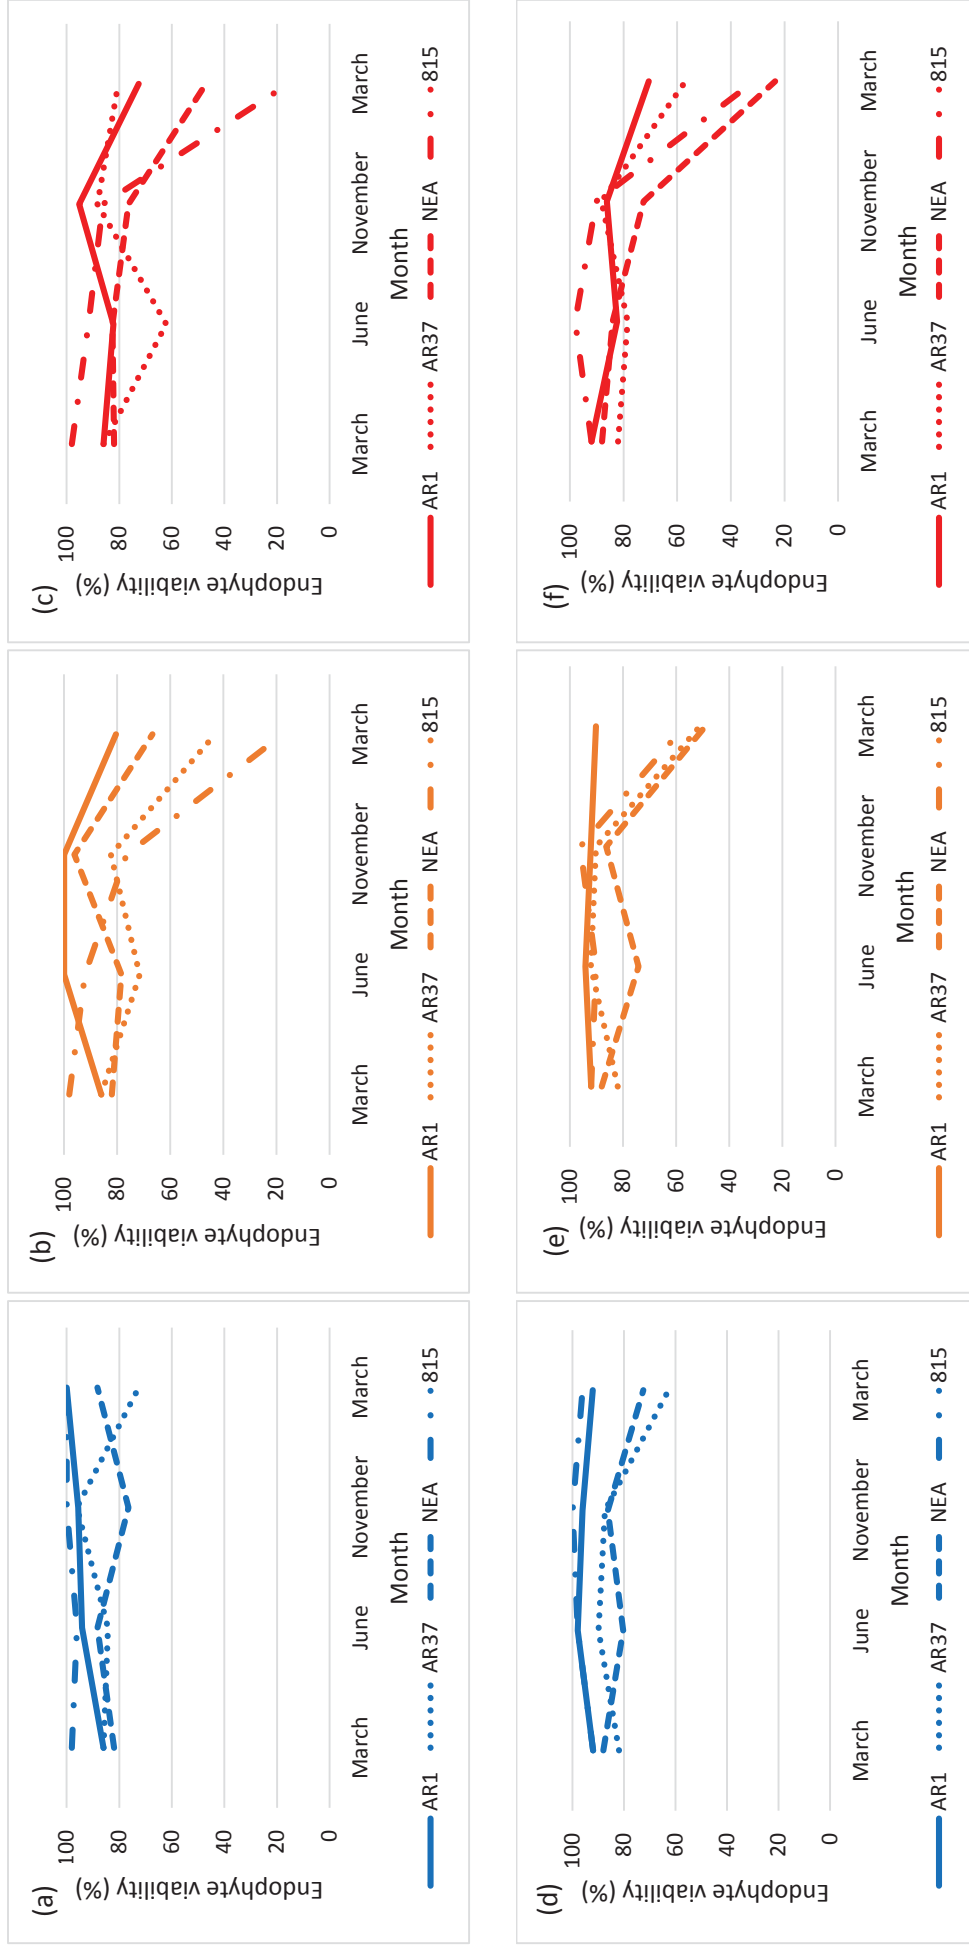 (a)
Endophyte viability (%)
100
80
60
40
20
0
March June November March
Month
AR1 AR37 NEA 815
(b)
Endophyte viability (%)
100
80
60
40
20
0
March June November March
Month
AR1 AR37 NEA 815
(c)
Endophyte viability (%)
100
80
60
40
20
0
March June November March
Month
AR1 AR37 NEA 815
(d)
Endophyte viability (%)
100
80
60
40
20
0
March June November March
Month
AR1 AR37 NEA 815
(e)
Endophyte viability (%)
100
80
60
40
20
0
March June November March
Month
AR1 AR37 NEA 815
(f)
Endophyte viability (%)
100
80
60
40
20
0
March June November March
Month
AR1 AR37 NEA 815